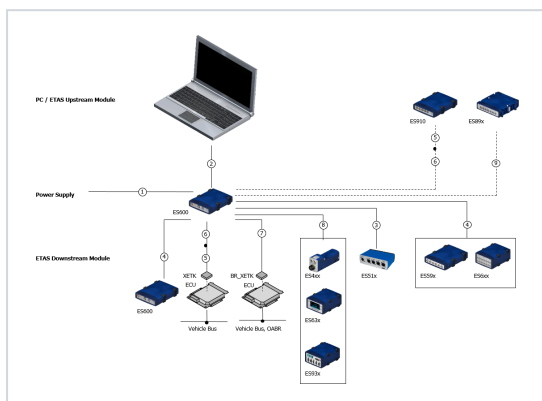 PC / ETAS Upstream Module
ES910
ES89x
5
2
6
9
Power Supply
1
ES600
6
7
8
3
4
ETAS Downstream Module
4
5
XETK
BR_XETK
ECU
ECU
ES4xx
ES51x
ES59x
ES6xx
ES600
ES63x
Vehicle Bus
Vehicle Bus, OABR
ES93x